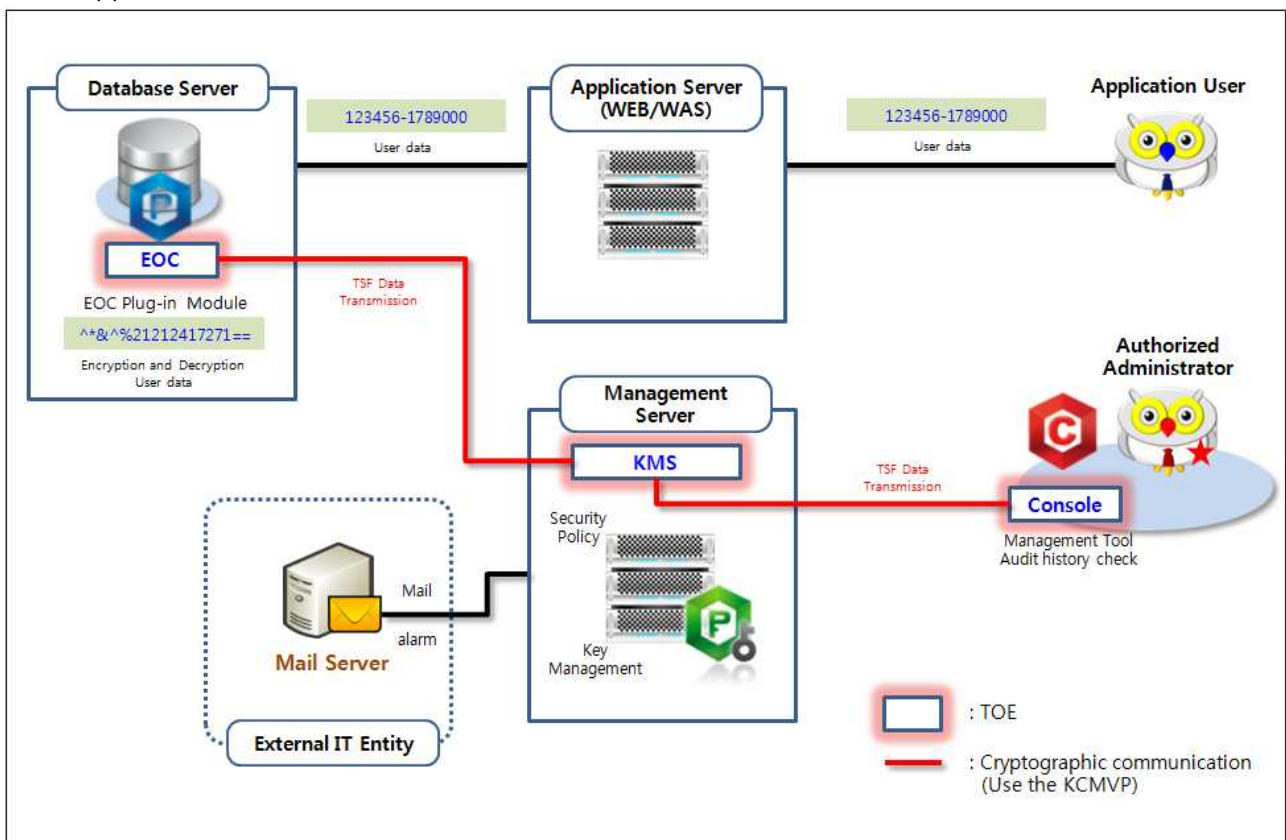 Database Server
EOC
EOC Plug-in Module
^*&^%21212417271==
Encryption and Decryption
User data
123456-1789000
User data
Application Server
(WEB/WAS)
123456-1789000
User data
Application User
TSF Data
Transmission
Management
Server
KMS
Security
Policy
Key
Management
P
TSF Data
Transmission
Authorized
Administrator
C
Console
Management Tool
Audit history check
Mail
alarm
Mail Server
External IT Entity
: TOE
: Cryptographic communication
(Use the KCMVP)